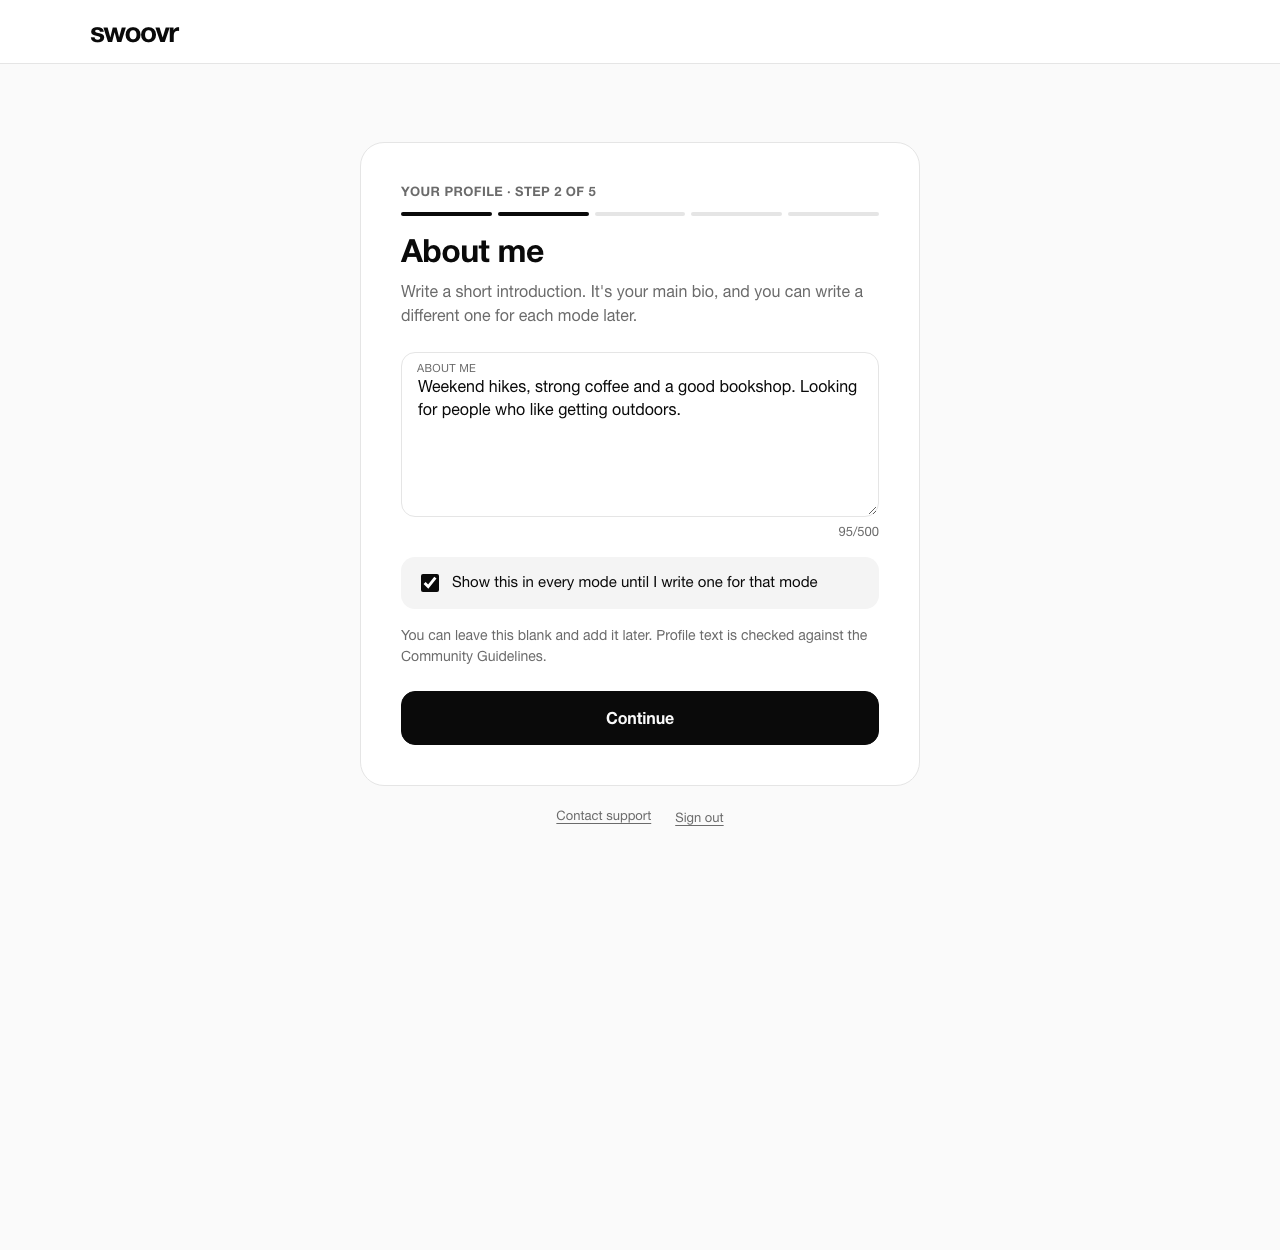 swoovr
YOUR PROFILE · STEP 2 OF 5
About me
Write a short introduction. It's your main bio, and you can write a
different one for each mode later.
ABOUT ME
Weekend hikes, strong coffee and a good bookshop. Looking
for people who like getting outdoors.
95/500
Show this in every mode until I write one for that mode
You can leave this blank and add it later. Profile text is checked against the
Community Guidelines.
Continue
Contact support
Sign out